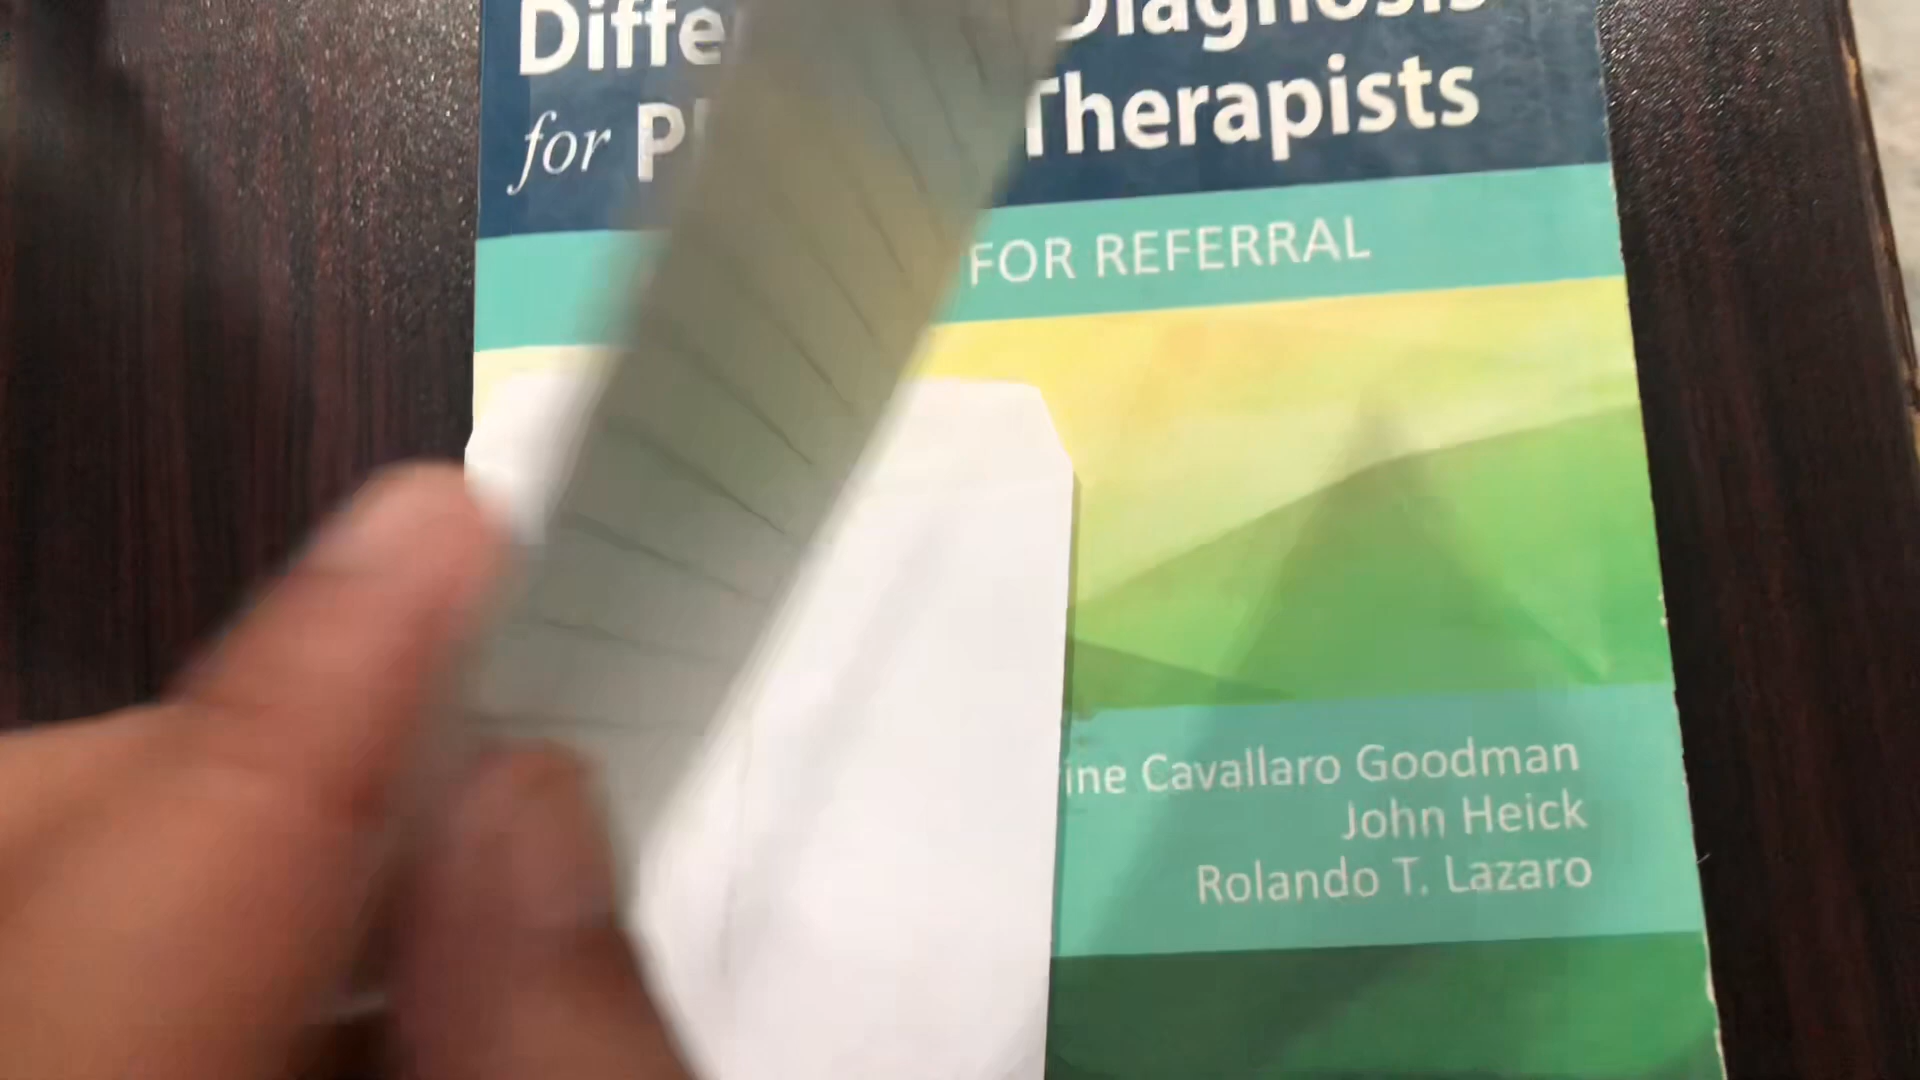 Diffe Diagnosis
for P Therapists
FOR REFERRAL
ine Cavallaro Goodman
John Heick
Rolando T. Lazaro